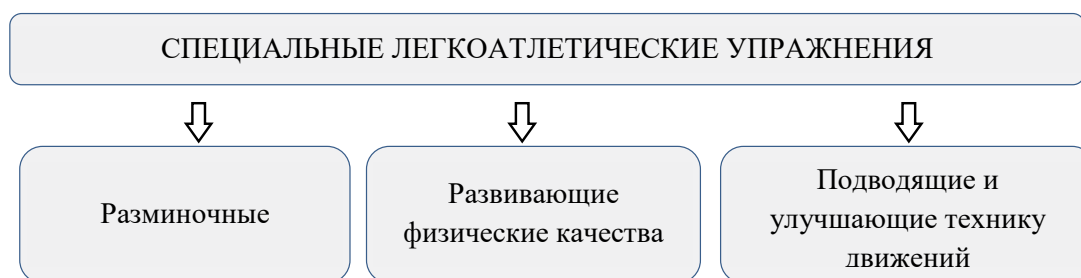 СПЕЦИАЛЬНЫЕ ЛЕГКОАТЛЕТИЧЕСКИЕ УПРАЖНЕНИЯ
Разминочные
Развивающие
физические качества
Подводящие и
улучшающие технику
движений